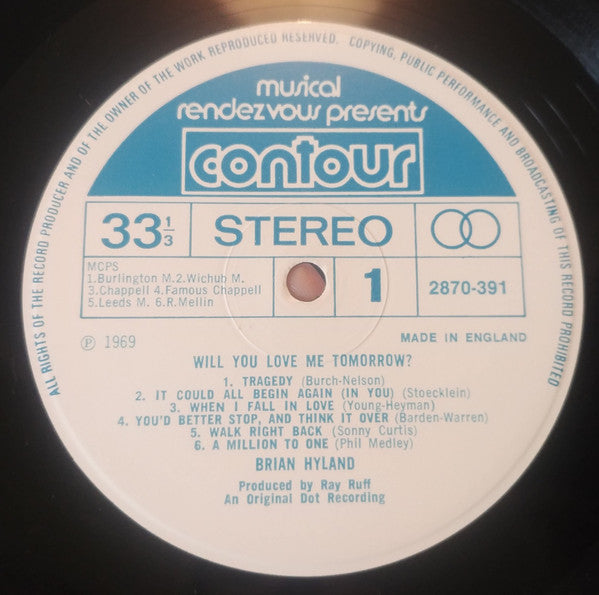 ALL RIGHTS OF THE RECORD PRODUCER AND OF THE OWNER OF THE WORK REPRODUCED RESERVED. COPYING, PUBLIC PERFORMANCE AND BROADCASTING OF THIS RECORD PROHIBITED
musical
rendezvous presents
contour
33 1/3 STEREO
MCPS
1.Burlington M.2.Wichub M.
3.Chappell 4.Famous Chappell
5.Leeds M. 6.R.Mellin
1
2870-391
℗ 1969
MADE IN ENGLAND
WILL YOU LOVE ME TOMORROW?
1. TRAGEDY (Burch-Nelson)
2. IT COULD ALL BEGIN AGAIN (IN YOU) (Stoecklein)
3. WHEN I FALL IN LOVE (Young-Heyman)
4. YOU'D BETTER STOP, AND THINK IT OVER (Barden-Warren)
5. WALK RIGHT BACK (Sonny Curtis)
6. A MILLION TO ONE (Phil Medley)
BRIAN HYLAND
Produced by Ray Ruff
An Original Dot Recording